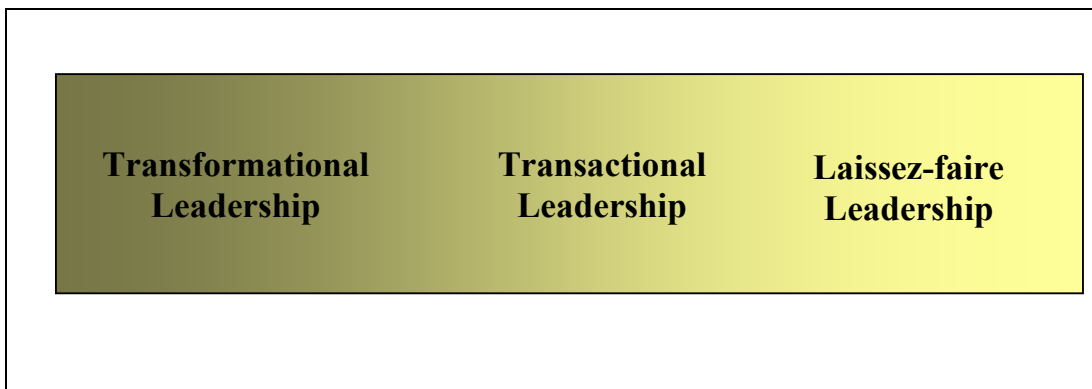 Transformational
Leadership
Transactional
Leadership
Laissez-faire
Leadership